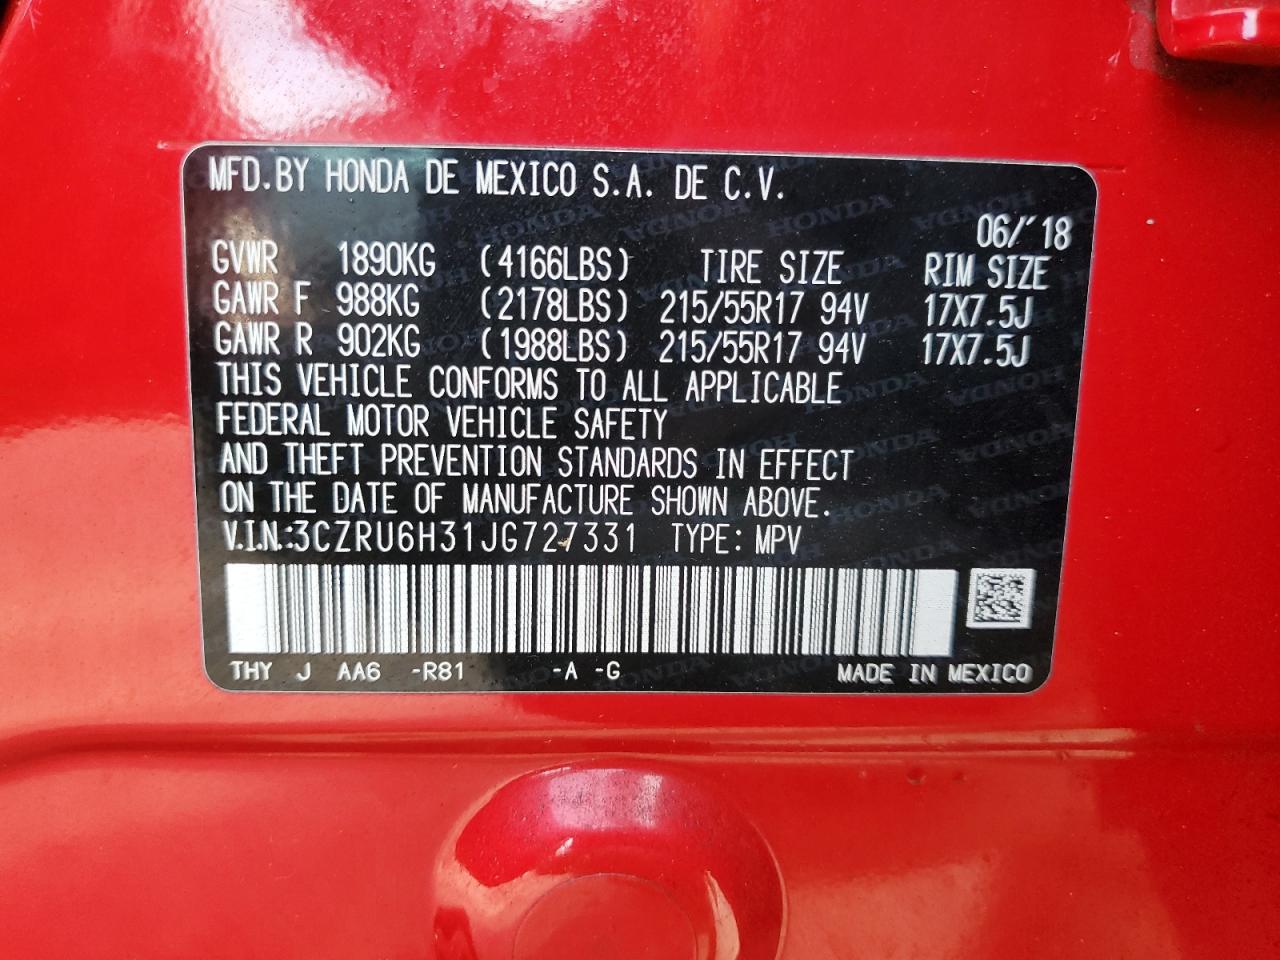 MFD.BY HONDA DE MEXICO S.A. DE C.V.
06/'18
GVWR 1890KG (4166LBS) TIRE SIZE RIM SIZE
GAWR F 988KG (2178LBS) 215/55R17 94V 17X7.5J
GAWR R 902KG (1988LBS) 215/55R17 94V 17X7.5J
THIS VEHICLE CONFORMS TO ALL APPLICABLE
FEDERAL MOTOR VEHICLE SAFETY
AND THEFT PREVENTION STANDARDS IN EFFECT
ON THE DATE OF MANUFACTURE SHOWN ABOVE.
V.I.N.:3CZRU6H31JG727331 TYPE: MPV
THY J AA6 -R81 -A -G MADE IN MEXICO